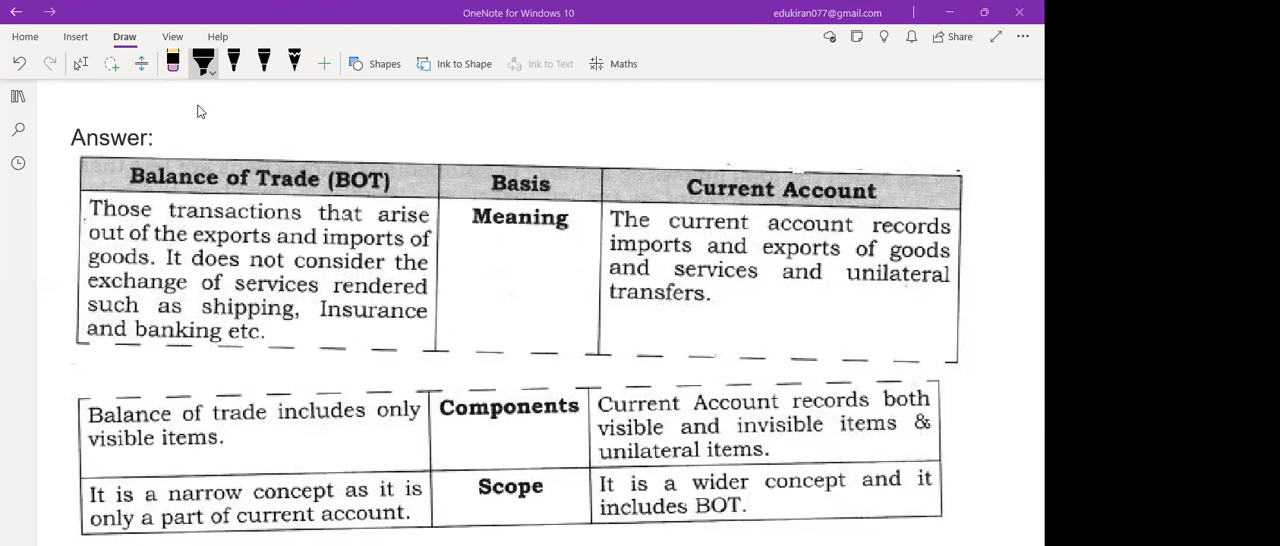 OneNote for Windows 10
edukiran077@gmail.com
Home Insert Draw View Help
Share
Shapes Ink to Shape Ink to Text Maths
Answer:
Balance of Trade (BOT) Basis Current Account
Those transactions that arise
out of the exports and imports of
goods. It does not consider the
exchange of services rendered
such as shipping, Insurance
and banking etc.
Meaning
The current account records
imports and exports of goods
and services and unilateral
transfers.
Balance of trade includes only
visible items.
Components
Current Account records both
visible and invisible items &
unilateral items.
It is a narrow concept as it is
only a part of current account.
Scope
It is a wider concept and it
includes BOT.